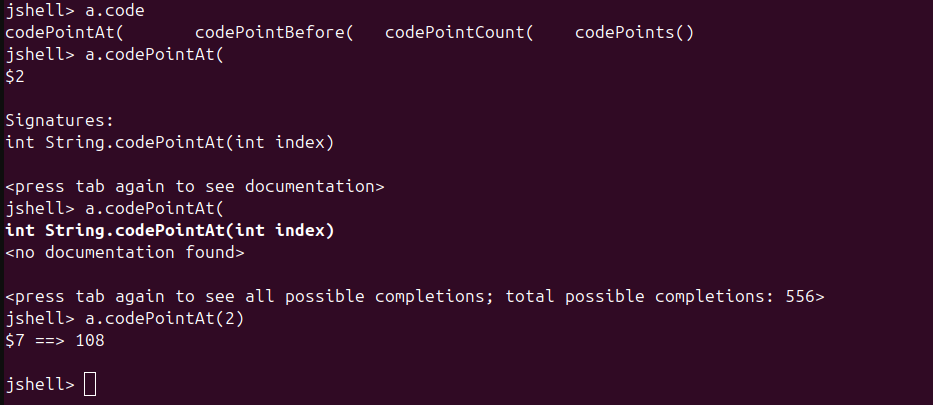 jshell> a.code
codePointAt(       codePointBefore(   codePointCount(    codePoints()
jshell> a.codePointAt(
$2

Signatures:
int String.codePointAt(int index)

<press tab again to see documentation>
jshell> a.codePointAt(
int String.codePointAt(int index)
<no documentation found>

<press tab again to see all possible completions; total possible completions: 556>
jshell> a.codePointAt(2)
$7 ==> 108

jshell>